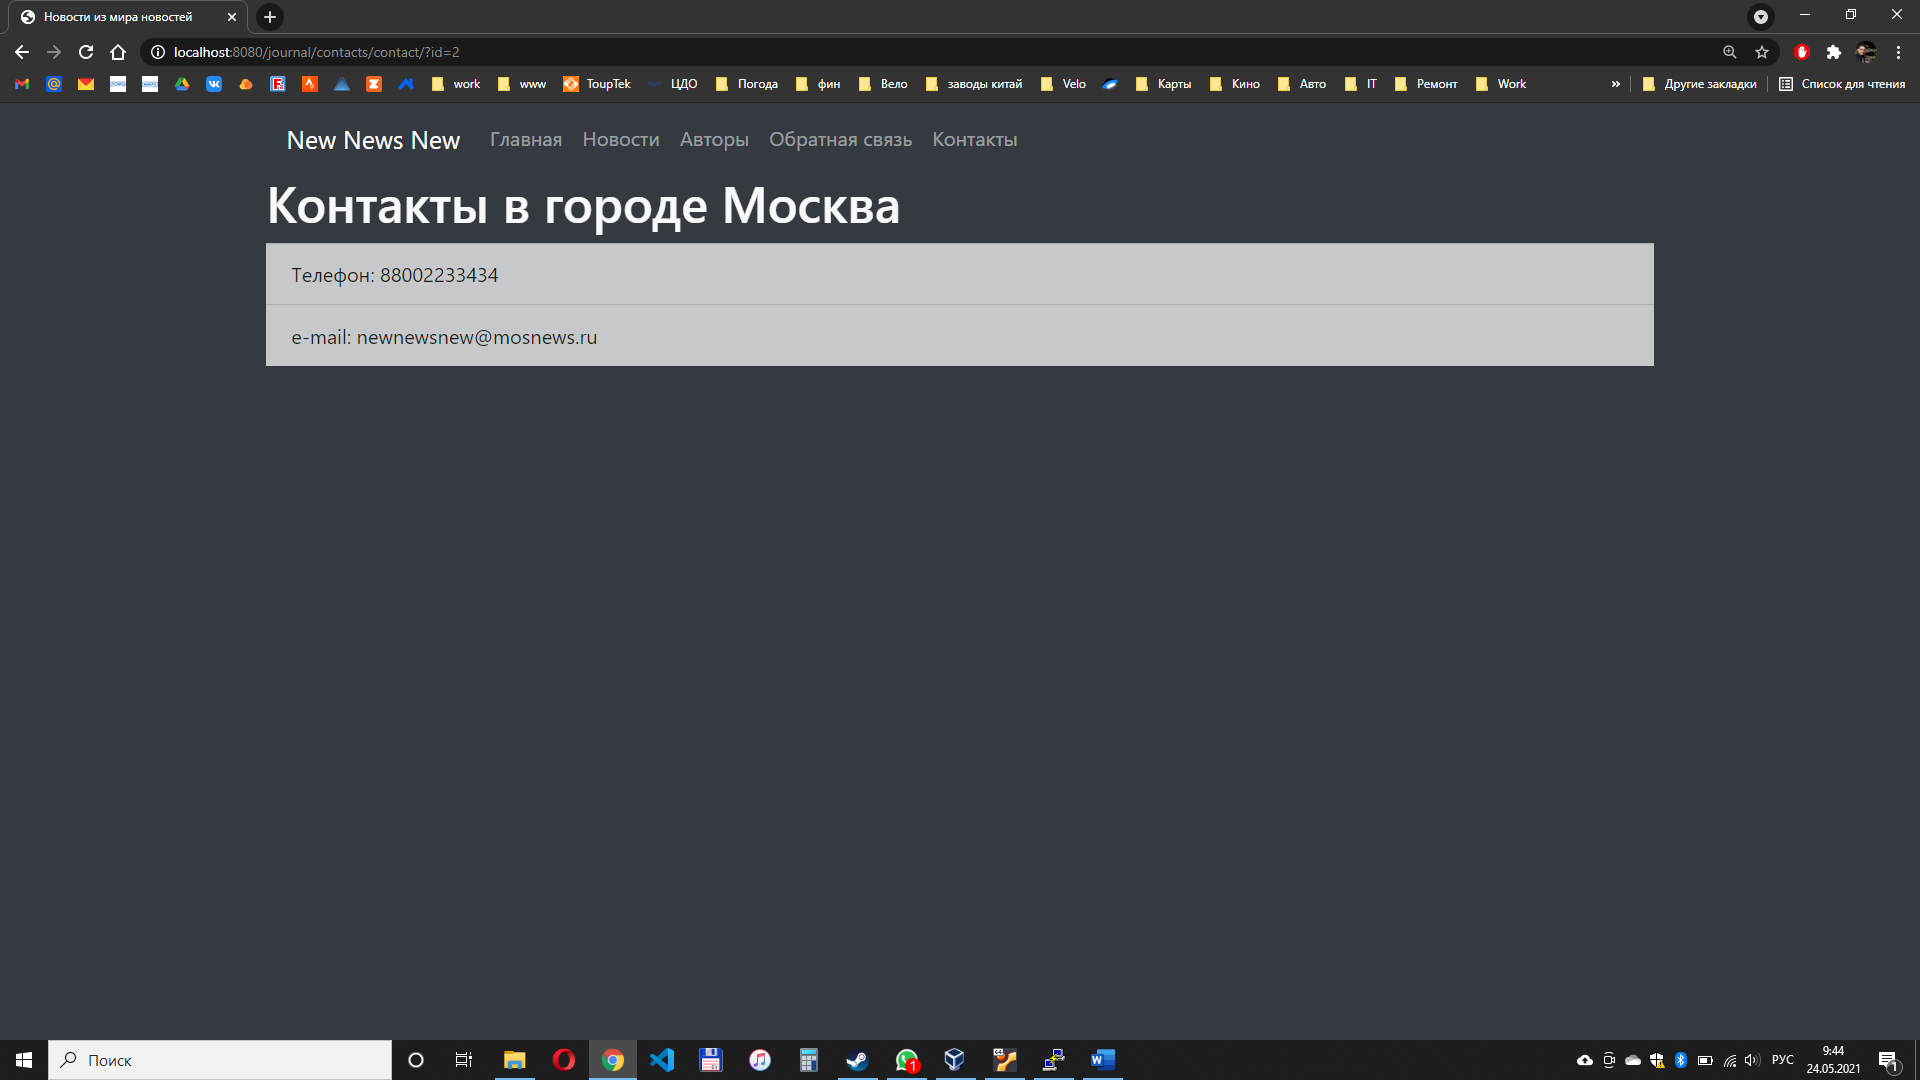 Новости из мира новостей
localhost:8080/journal/contacts/contact/?id=2
work www ToupTek ЦДО Погода фин Вело заводы китай Velo Карты Кино Авто IT Ремонт Work » Другие закладки Список для чтения
New News New Главная Новости Авторы Обратная связь Контакты
Контакты в городе Москва
Телефон: 88002233434
e-mail: newnewsnew@mosnews.ru
Поиск
1
РУС
9:44
24.05.2021
1